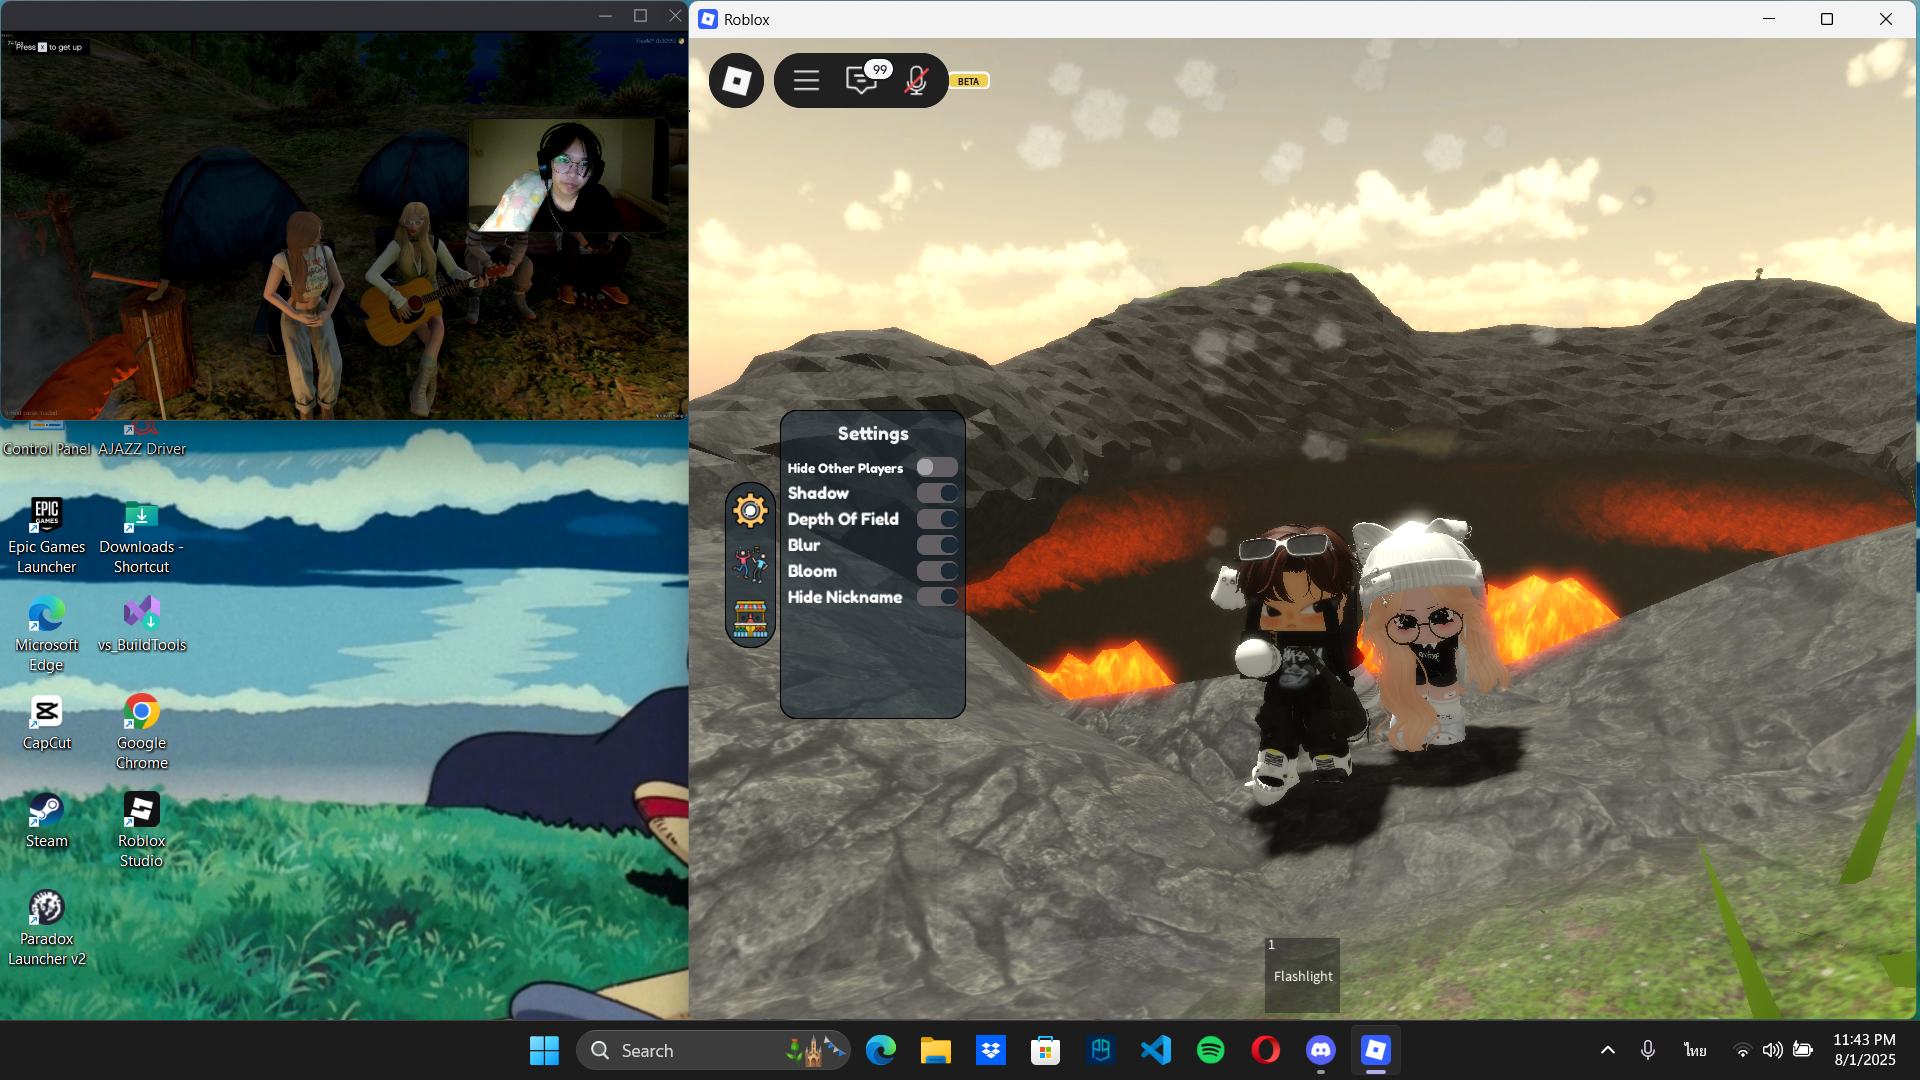 Press X to get up
Roblox
99
BETA
Settings
Hide Other Players
Shadow
Depth Of Field
Blur
Bloom
Hide Nickname
1
Flashlight
Control Panel
AJAZZ Driver
EPIC
GAMES
Epic Games
Launcher
Downloads -
Shortcut
Microsoft
Edge
vs_BuildTools
CapCut
Google
Chrome
Steam
Roblox
Studio
Paradox
Launcher v2
Search
ไทย
11:43 PM
8/1/2025